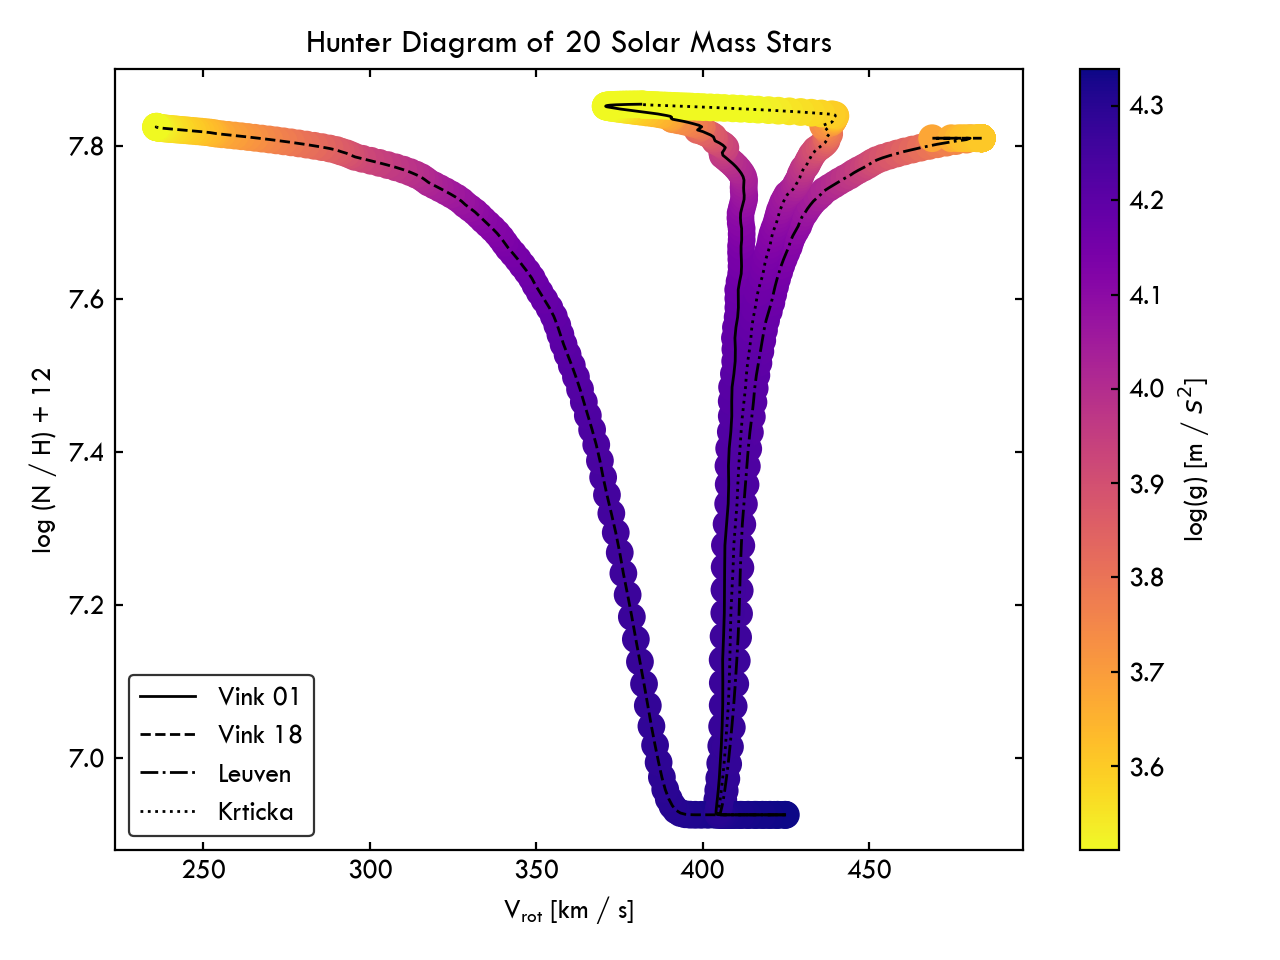 Hunter Diagram of 20 Solar Mass Stars
log (N / H) + 12
7.8
7.6
7.4
7.2
7.0
250 300 350 400 450
V_rot [km / s]
Vink 01
Vink 18
Leuven
Krticka
4.3
4.2
4.1
4.0
3.9
3.8
3.7
3.6
log(g) [m / s²]